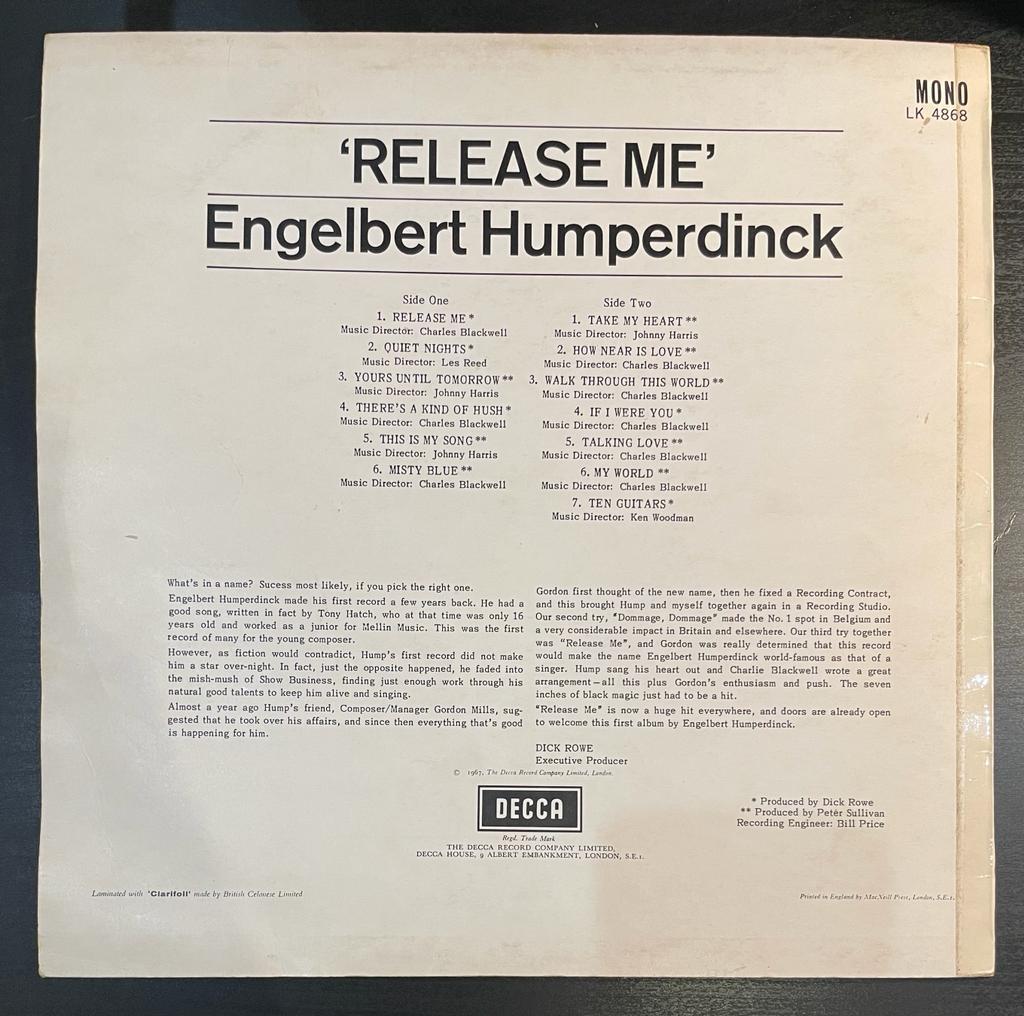 MONO
LK 4868
‘RELEASE ME’
Engelbert Humperdinck
Side One
1. RELEASE ME*
Music Director: Charles Blackwell
2. QUIET NIGHTS*
Music Director: Les Reed
3. YOURS UNTIL TOMORROW**
Music Director: Johnny Harris
4. THERE'S A KIND OF HUSH*
Music Director: Charles Blackwell
5. THIS IS MY SONG**
Music Director: Johnny Harris
6. MISTY BLUE**
Music Director: Charles Blackwell
Side Two
1. TAKE MY HEART**
Music Director: Johnny Harris
2. HOW NEAR IS LOVE**
Music Director: Charles Blackwell
3. WALK THROUGH THIS WORLD**
Music Director: Charles Blackwell
4. IF I WERE YOU*
Music Director: Charles Blackwell
5. TALKING LOVE**
Music Director: Charles Blackwell
6. MY WORLD **
Music Director: Charles Blackwell
7. TEN GUITARS*
Music Director: Ken Woodman
What's in a name? Sucess most likely, if you pick the right one.
Engelbert Humperdinck made his first record a few years back. He had a
good song, written in fact by Tony Hatch, who at that time was only 16
years old and worked as a junior for Mellin Music. This was the first
record of many for the young composer.
However, as fiction would contradict, Hump's first record did not make
him a star over-night. In fact, just the opposite happened, he faded into
the mish-mush of Show Business, finding just enough work through his
natural good talents to keep him alive and singing.
Almost a year ago Hump's friend, Composer/Manager Gordon Mills, sug-
gested that he took over his affairs, and since then everything that's good
is happening for him.
Gordon first thought of the new name, then he fixed a Recording Contract,
and this brought Hump and myself together again in a Recording Studio.
Our second try, "Dommage, Dommage" made the No. 1 spot in Belgium and
a very considerable impact in Britain and elsewhere. Our third try together
was "Release Me", and Gordon was really determined that this record
would make the name Engelbert Humperdinck world-famous as that of a
singer. Hump sang his heart out and Charlie Blackwell wrote a great
arrangement—all this plus Gordon's enthusiasm and push. The seven
inches of black magic just had to be a hit.
"Release Me" is now a huge hit everywhere, and doors are already open
to welcome this first album by Engelbert Humperdinck.
DICK ROWE
Executive Producer
© 1967, The Decca Record Company Limited, London.
DECCA
Regd. Trade Mark
THE DECCA RECORD COMPANY LIMITED,
DECCA HOUSE, 9 ALBERT EMBANKMENT, LONDON, S.E.1.
* Produced by Dick Rowe
** Produced by Peter Sullivan
Recording Engineer: Bill Price
Laminated with 'Clarifoil' made by British Celanese Limited
Printed in England by MacNeill Press, London, S.E.1.